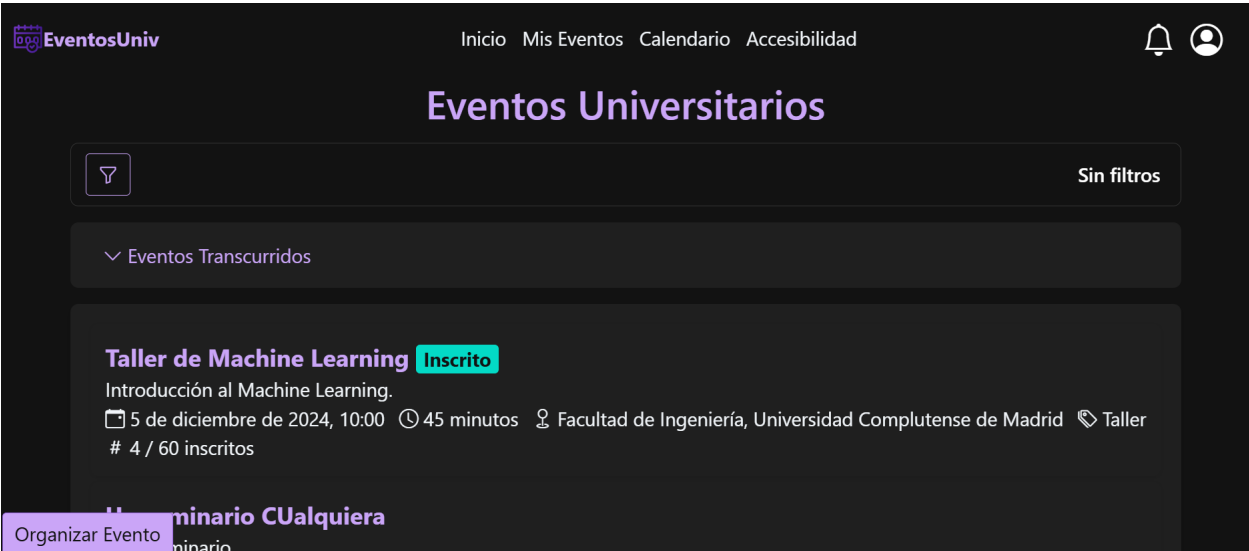 EventosUniv
Inicio Mis Eventos Calendario Accesibilidad
Eventos Universitarios
Sin filtros
Eventos Transcurridos
Taller de Machine Learning Inscrito
Introducción al Machine Learning.
5 de diciembre de 2024, 10:00 45 minutos Facultad de Ingeniería, Universidad Complutense de Madrid Taller
# 4 / 60 inscritos
CUalquiera
Organizar Evento